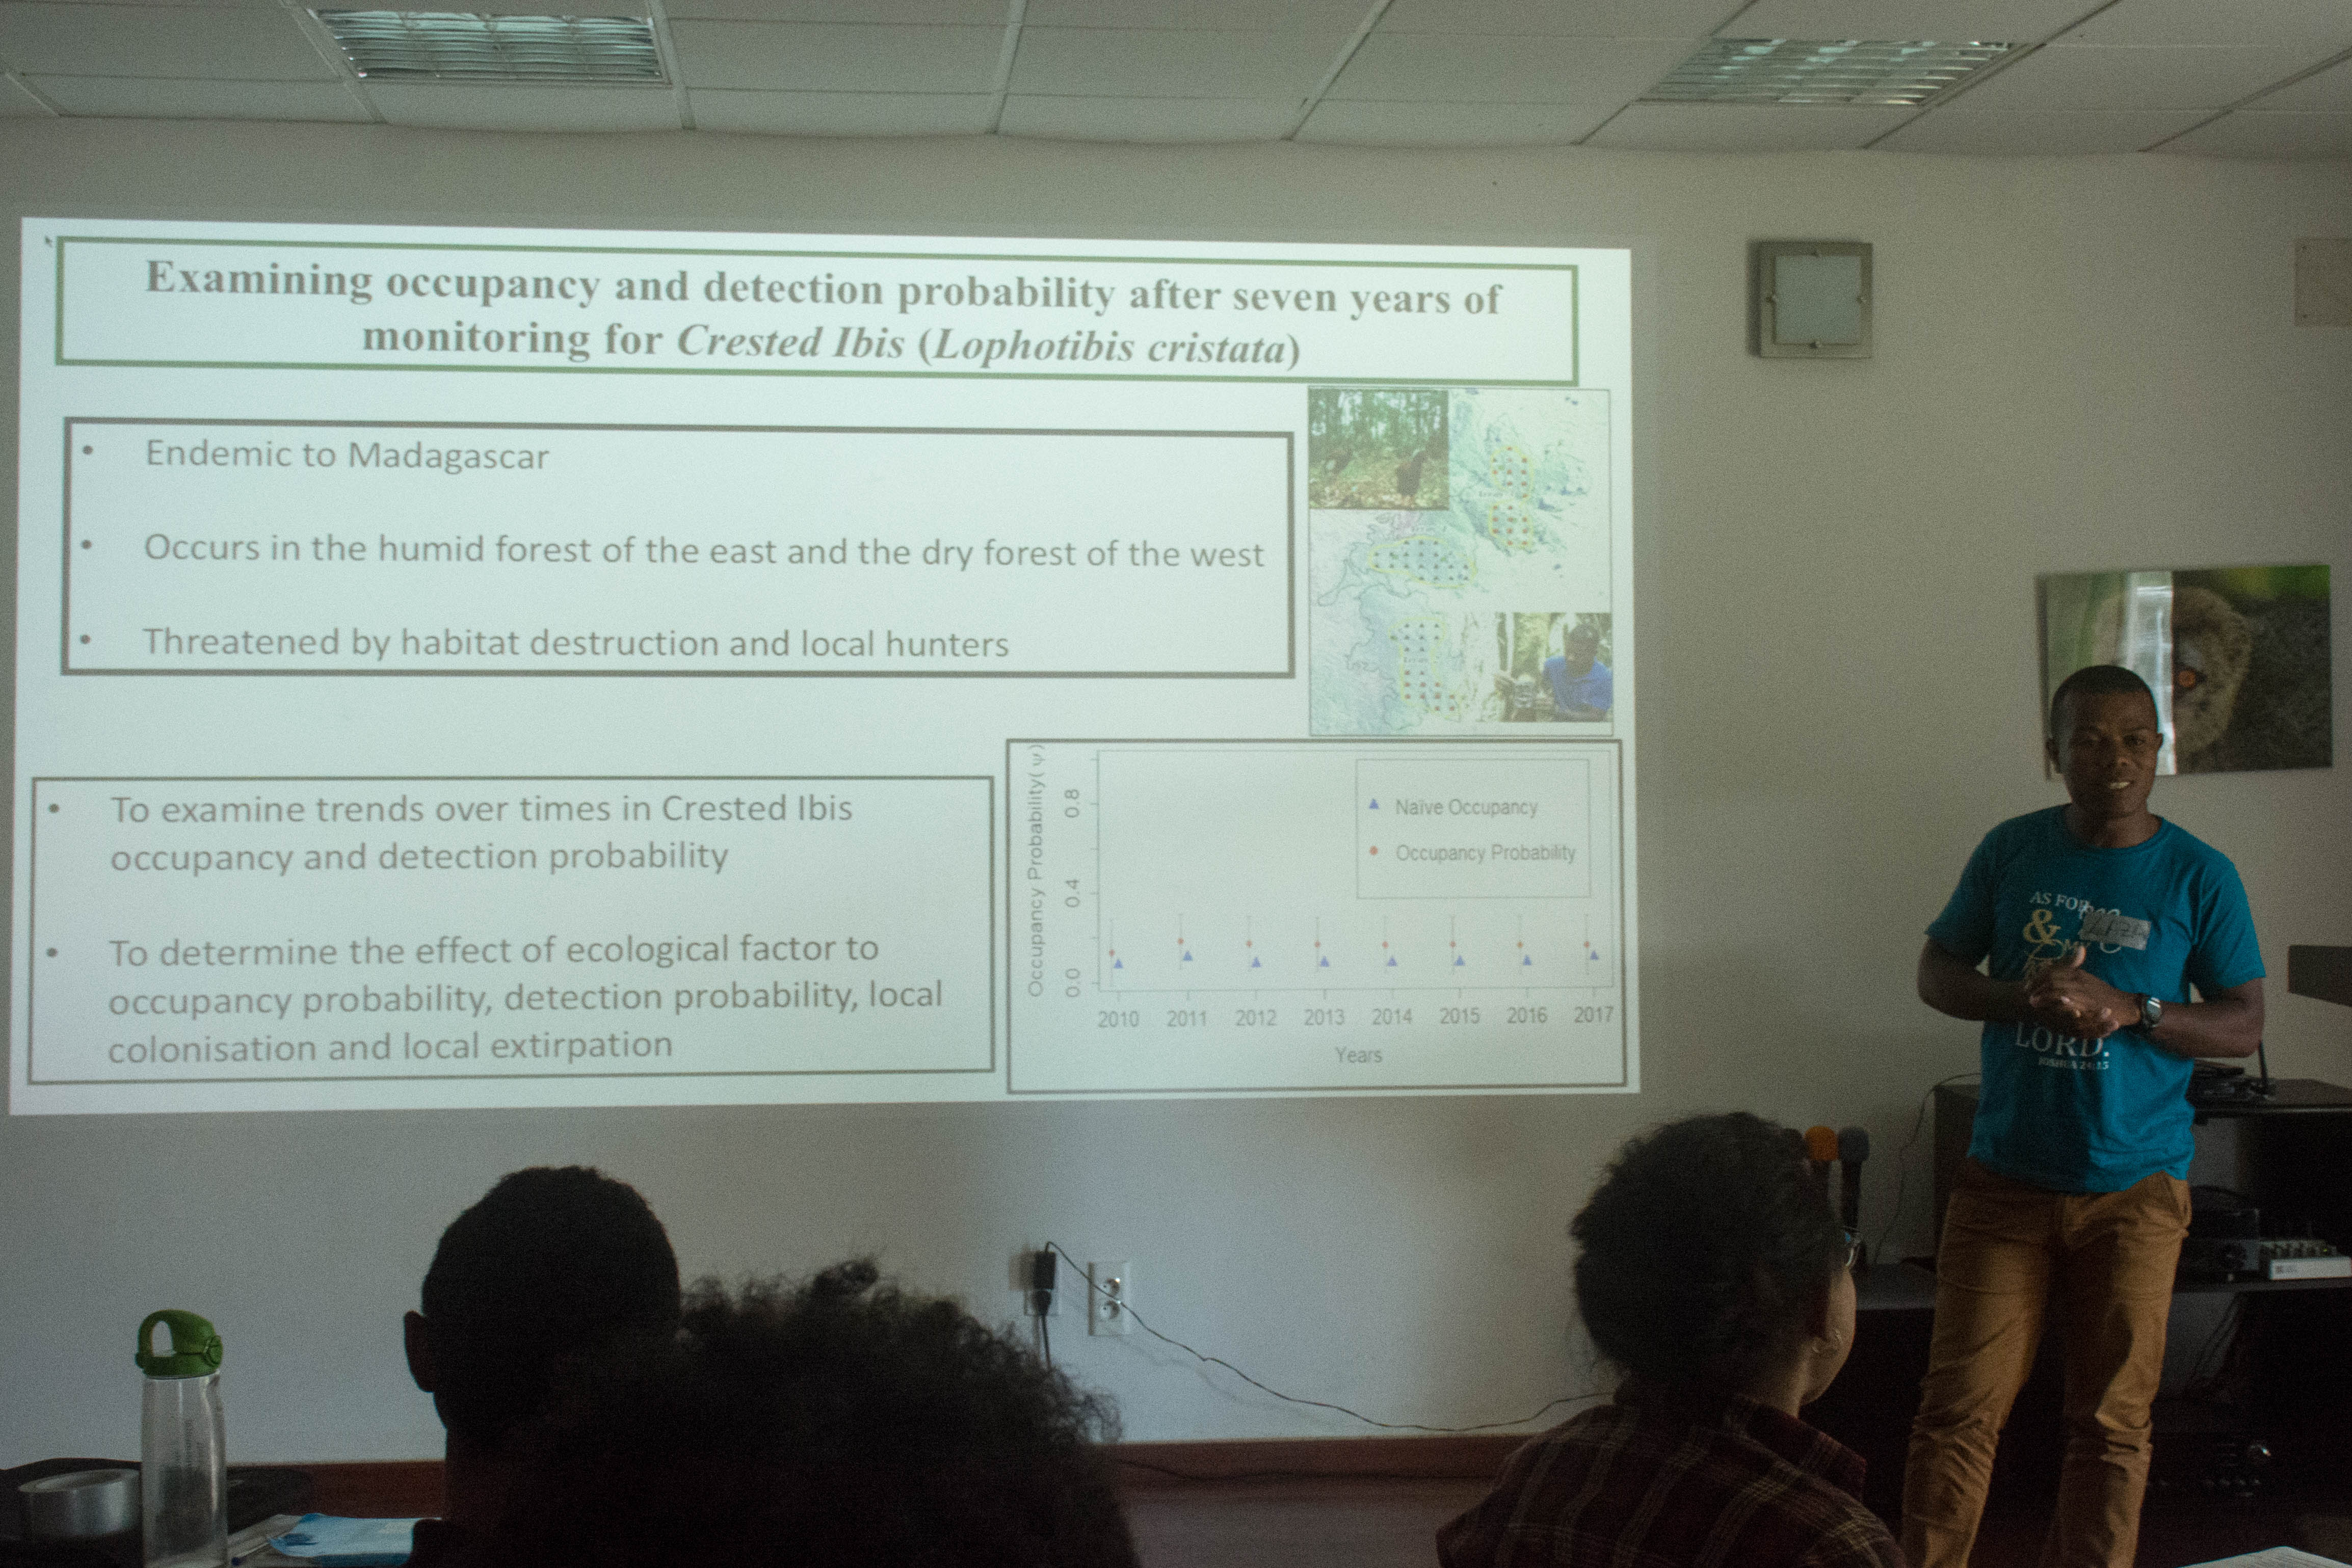 Examining occupancy and detection probability after seven years of
monitoring for Crested Ibis (Lophotibis cristata)
• Endemic to Madagascar
• Occurs in the humid forest of the east and the dry forest of the west
• Threatened by habitat destruction and local hunters
• To examine trends over times in Crested Ibis
occupancy and detection probability
• To determine the effect of ecological factor to
occupancy probability, detection probability, local
colonisation and local extirpation
Occupancy Probability( ψ)
0.8
0.4
0.0
Naïve Occupancy
Occupancy Probability
2010 2011 2012 2013 2014 2015 2016 2017
Years
AS FOR
&
LORD.
JOSHUA 24:15